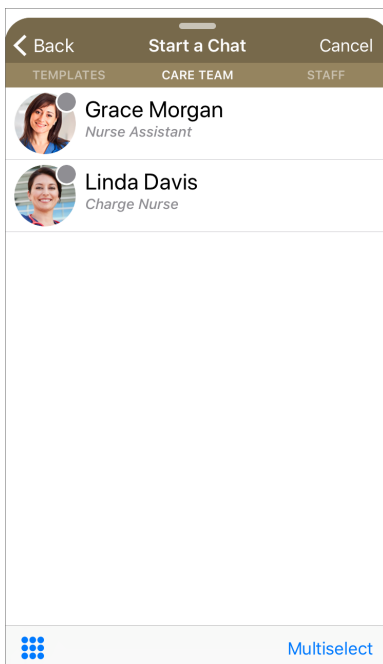 Back Start a Chat Cancel
TEMPLATES CARE TEAM STAFF
Grace Morgan
Nurse Assistant
Linda Davis
Charge Nurse
Multiselect